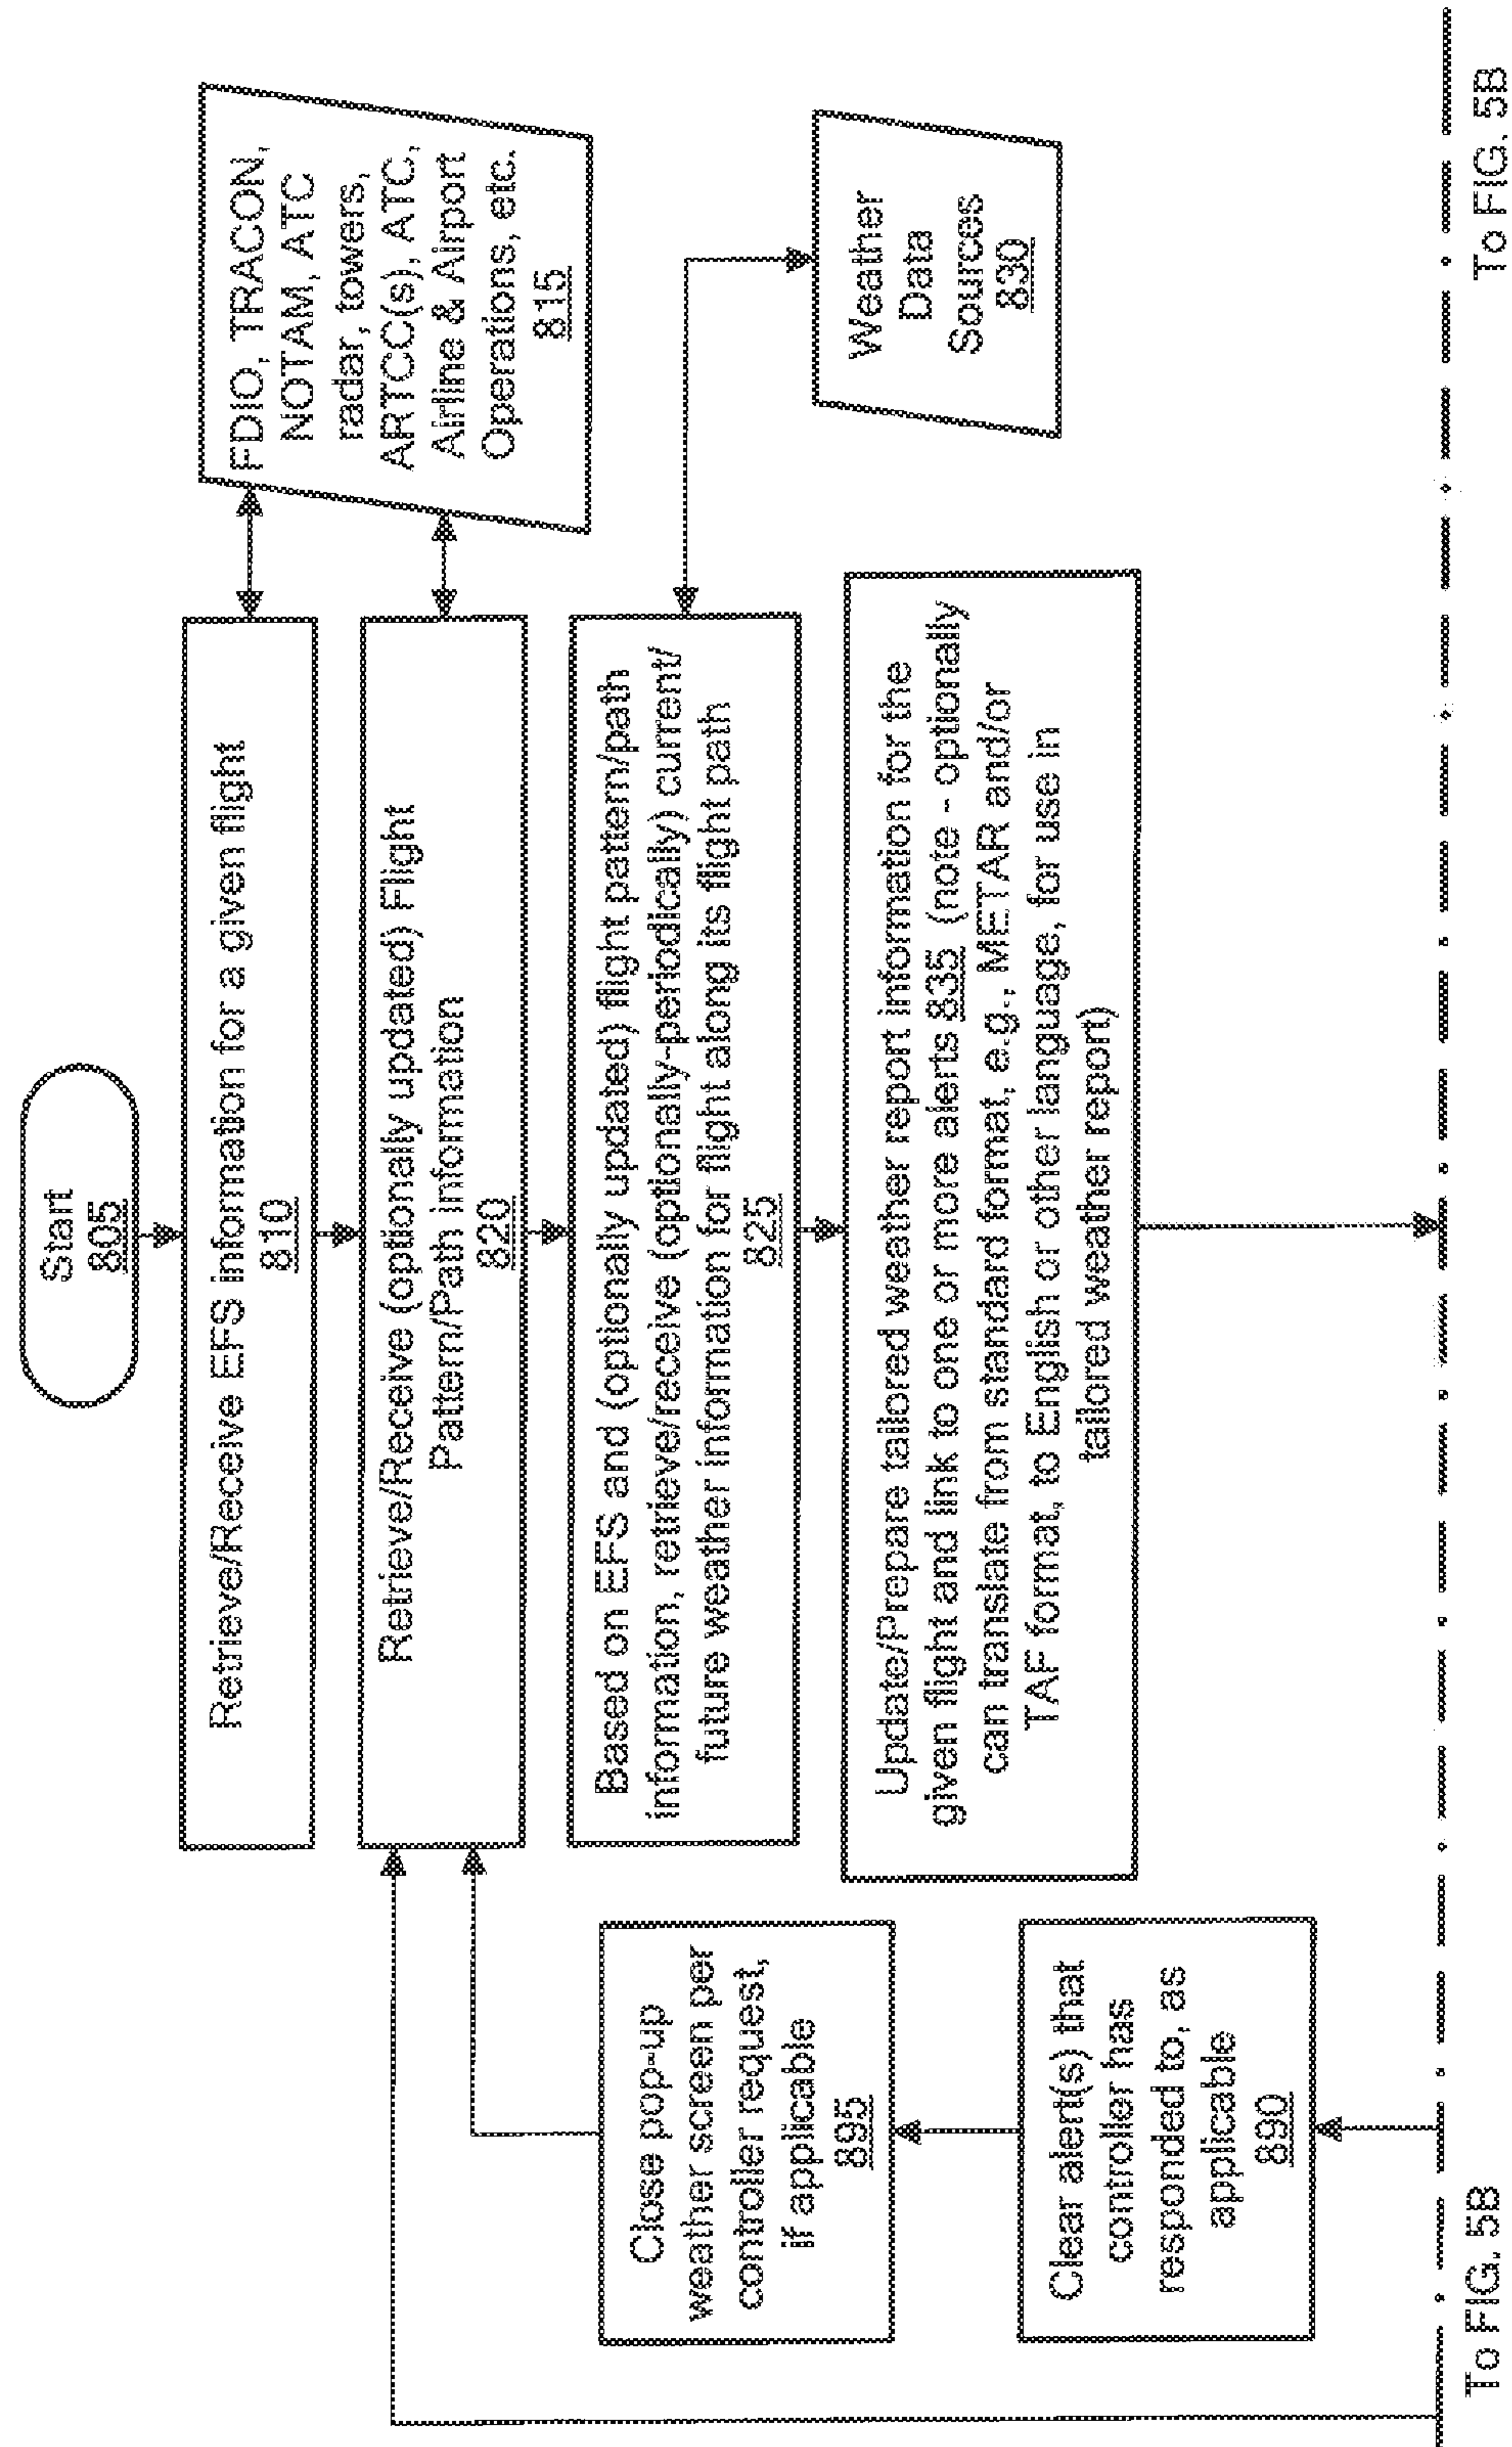 Start
805
Retrieve/Receive EFS information for a given flight
810
FDIO, TRACON,
NOTAM, ATC
radar, towers,
ARTCC(s), ATC,
Airline & Airport
Operations, etc.
815
Retrieve/Receive (optionally updated) Flight
Pattern/Path Information
820
Based on EFS and (optionally updated) flight pattern/path
information, retrieve/receive (optionally-periodically) current/
future weather information for flight along its flight path
825
Weather
Data
Sources
830
Update/Prepare tailored weather report information for the
given flight and link to one or more alerts 835 (note - optionally
can translate from standard format, e.g., METAR and/or
TAF format, to English or other language, for use in
tailored weather report)
Close pop-up
weather screen per
controller request,
if applicable
895
Clear alert(s) that
controller has
responded to, as
applicable
890
To FIG. 5B
To FIG. 5B